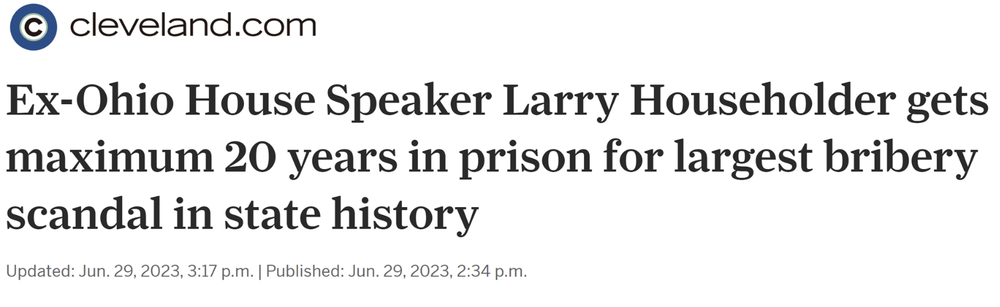 cleveland.com
Ex-Ohio House Speaker Larry Householder gets
maximum 20 years in prison for largest bribery
scandal in state history
Updated: Jun. 29, 2023, 3:17 p.m. | Published: Jun. 29, 2023, 2:34 p.m.